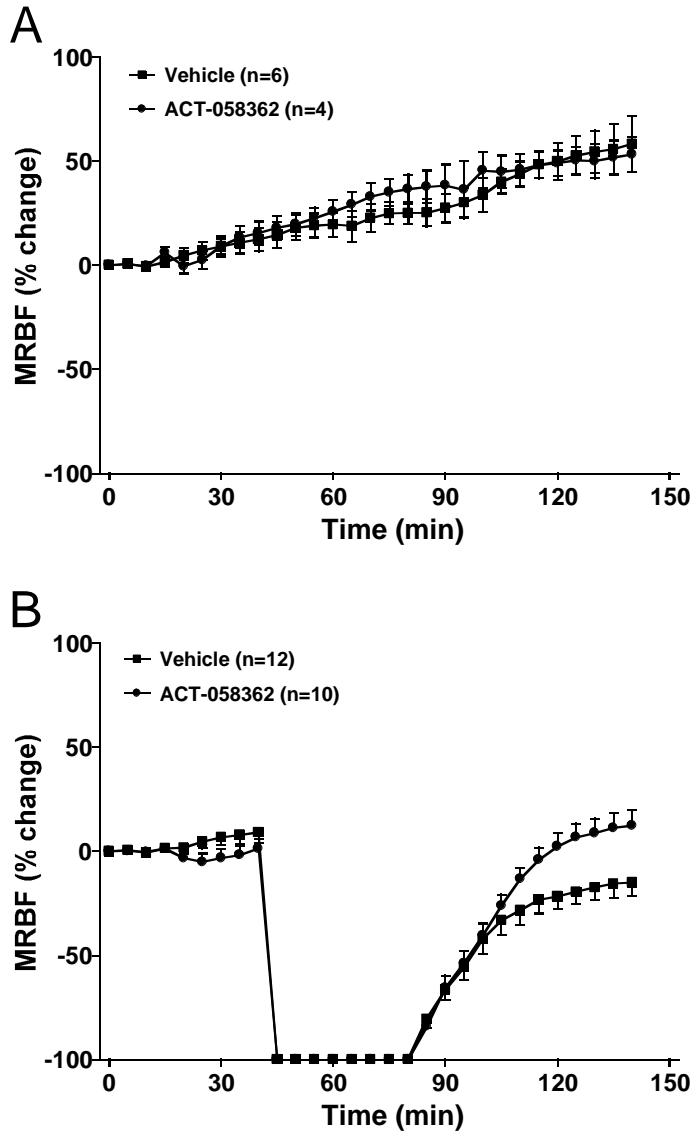 A
100
50
0
-50
-100
MRBF (% change)
Vehicle (n=6)
ACT-058362 (n=4)
0 30 60 90 120 150
Time (min)
B
100
50
0
-50
-100
MRBF (% change)
Vehicle (n=12)
ACT-058362 (n=10)
0 30 60 90 120 150
Time (min)